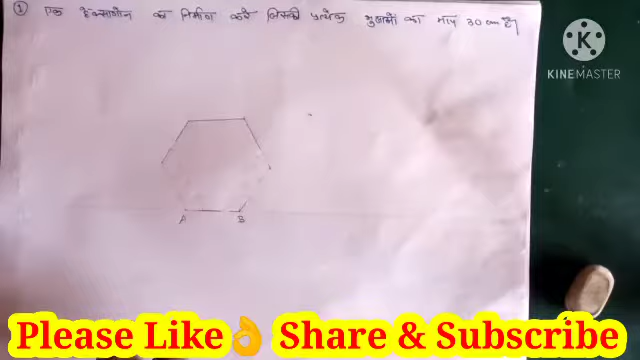 ① एक हेक्सागोन का निर्माण करें जिसकी प्रत्येक भुजाओं का माप 30 cm है।
KINEMASTER
A B
Please Like👌 Share & Subscribe